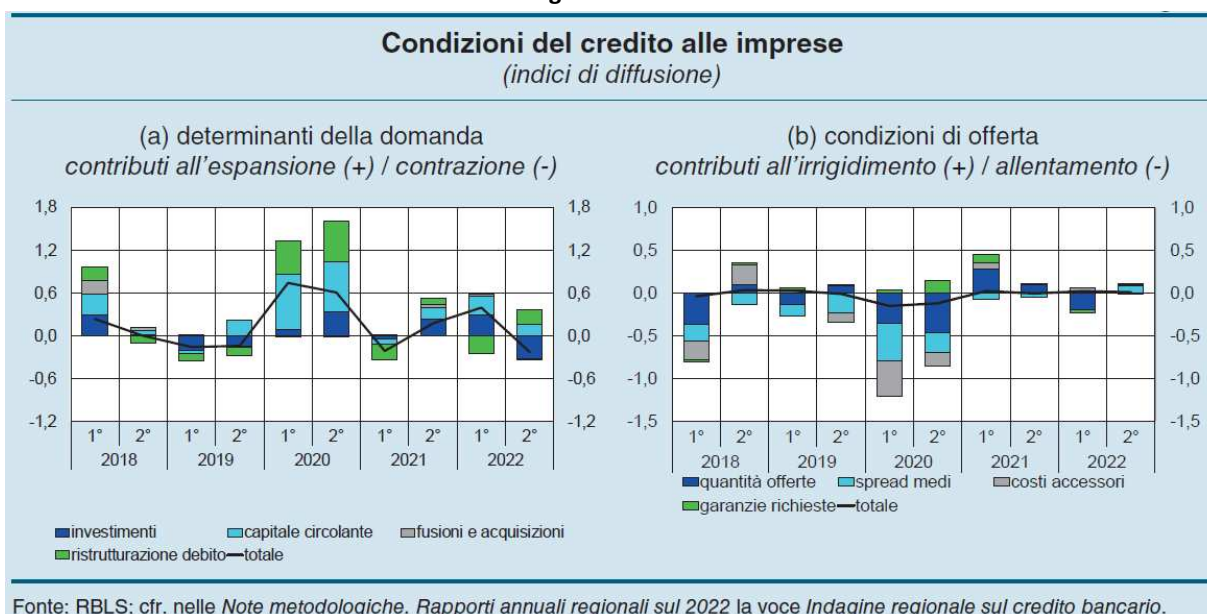 Condizioni del credito alle imprese
(indici di diffusione)
(a) determinanti della domanda
contributi all'espansione (+) / contrazione (-)
1,8 1,8
1,2 1,2
0,6 0,6
0,0 0,0
-0,6 -0,6
-1,2 -1,2
1° 2° 1° 2° 1° 2° 1° 2° 1° 2°
2018 2019 2020 2021 2022
investimenti capitale circolante fusioni e acquisizioni
ristrutturazione debito totale
(b) condizioni di offerta
contributi all'irrigidimento (+) / allentamento (-)
1,0 1,0
0,5 0,5
0,0 0,0
-0,5 -0,5
-1,0 -1,0
-1,5 -1,5
1° 2° 1° 2° 1° 2° 1° 2° 1° 2°
2018 2019 2020 2021 2022
quantità offerte spread medi costi accessori
garanzie richieste totale
Fonte: RBLS; cfr. nelle Note metodologiche. Rapporti annuali regionali sul 2022 la voce Indagine regionale sul credito bancario.